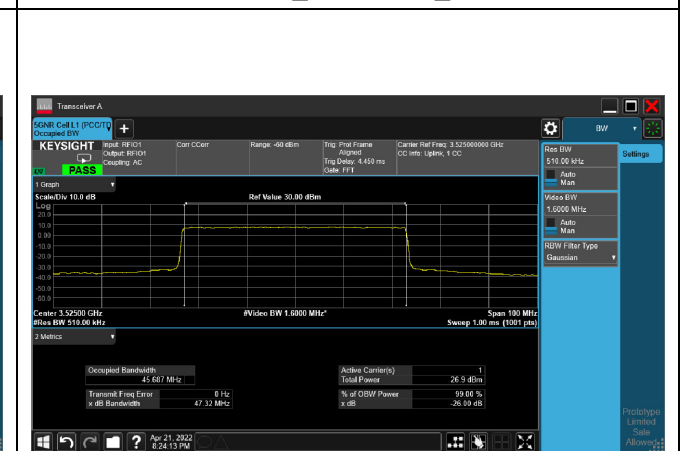 Transceiver A
5GNR Cell L1 (PCC/T)
Occupied BW
+
BW
KEYSIGHT
PASS
Input: RFIO1
Output: RFIO1
Coupling: AC
Corr CCorr
Range: -60 dBm
Trig: Prot Frame
Aligned
Trig Delay: 4.450 ms
Gate: FFT
Carrier Ref Freq: 3.525000000 GHz
CC Info: Uplink, 1 CC
Res BW
510.00 kHz
Auto
Man
Video BW
1.6000 MHz
Auto
Man
RBW Filter Type
Gaussian
Settings
1 Graph
Scale/Div 10.0 dB
Ref Value 30.00 dBm
Log
20.0
10.0
0.00
-10.0
-20.0
-30.0
-40.0
-50.0
-60.0
Center 3.52500 GHz
#Video BW 1.6000 MHz*
Span 100 MHz
#Res BW 510.00 kHz
Sweep 1.00 ms (1001 pts)
2 Metrics
Occupied Bandwidth
45.687 MHz
Active Carrier(s) 1
Total Power 26.9 dBm
Transmit Freq Error 0 Hz
x dB Bandwidth 47.32 MHz
% of OBW Power 99.00 %
x dB -26.00 dB
Prototype
Limited
Sale
Allowed
?
Apr 21, 2022
8:24:13 PM